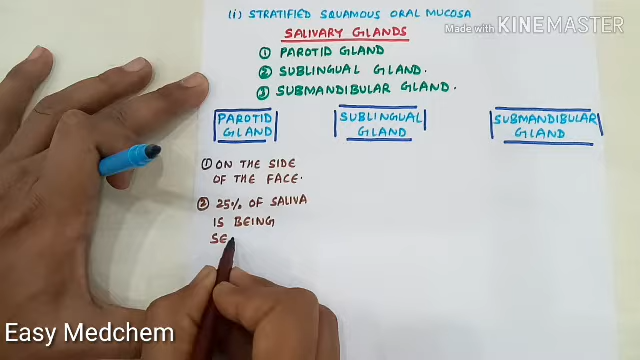 (i) STRATIFIED SQUAMOUS ORAL MUCOSA
Made with KINEMASTER
SALIVARY GLANDS
① PAROTID GLAND
② SUBLINGUAL GLAND.
③ SUBMANDIBULAR GLAND.
PAROTID GLAND
SUBLINGUAL GLAND
SUBMANDIBULAR GLAND
① ON THE SIDE
OF THE FACE.
② 25% OF SALIVA
IS BEING
SE
Easy Medchem